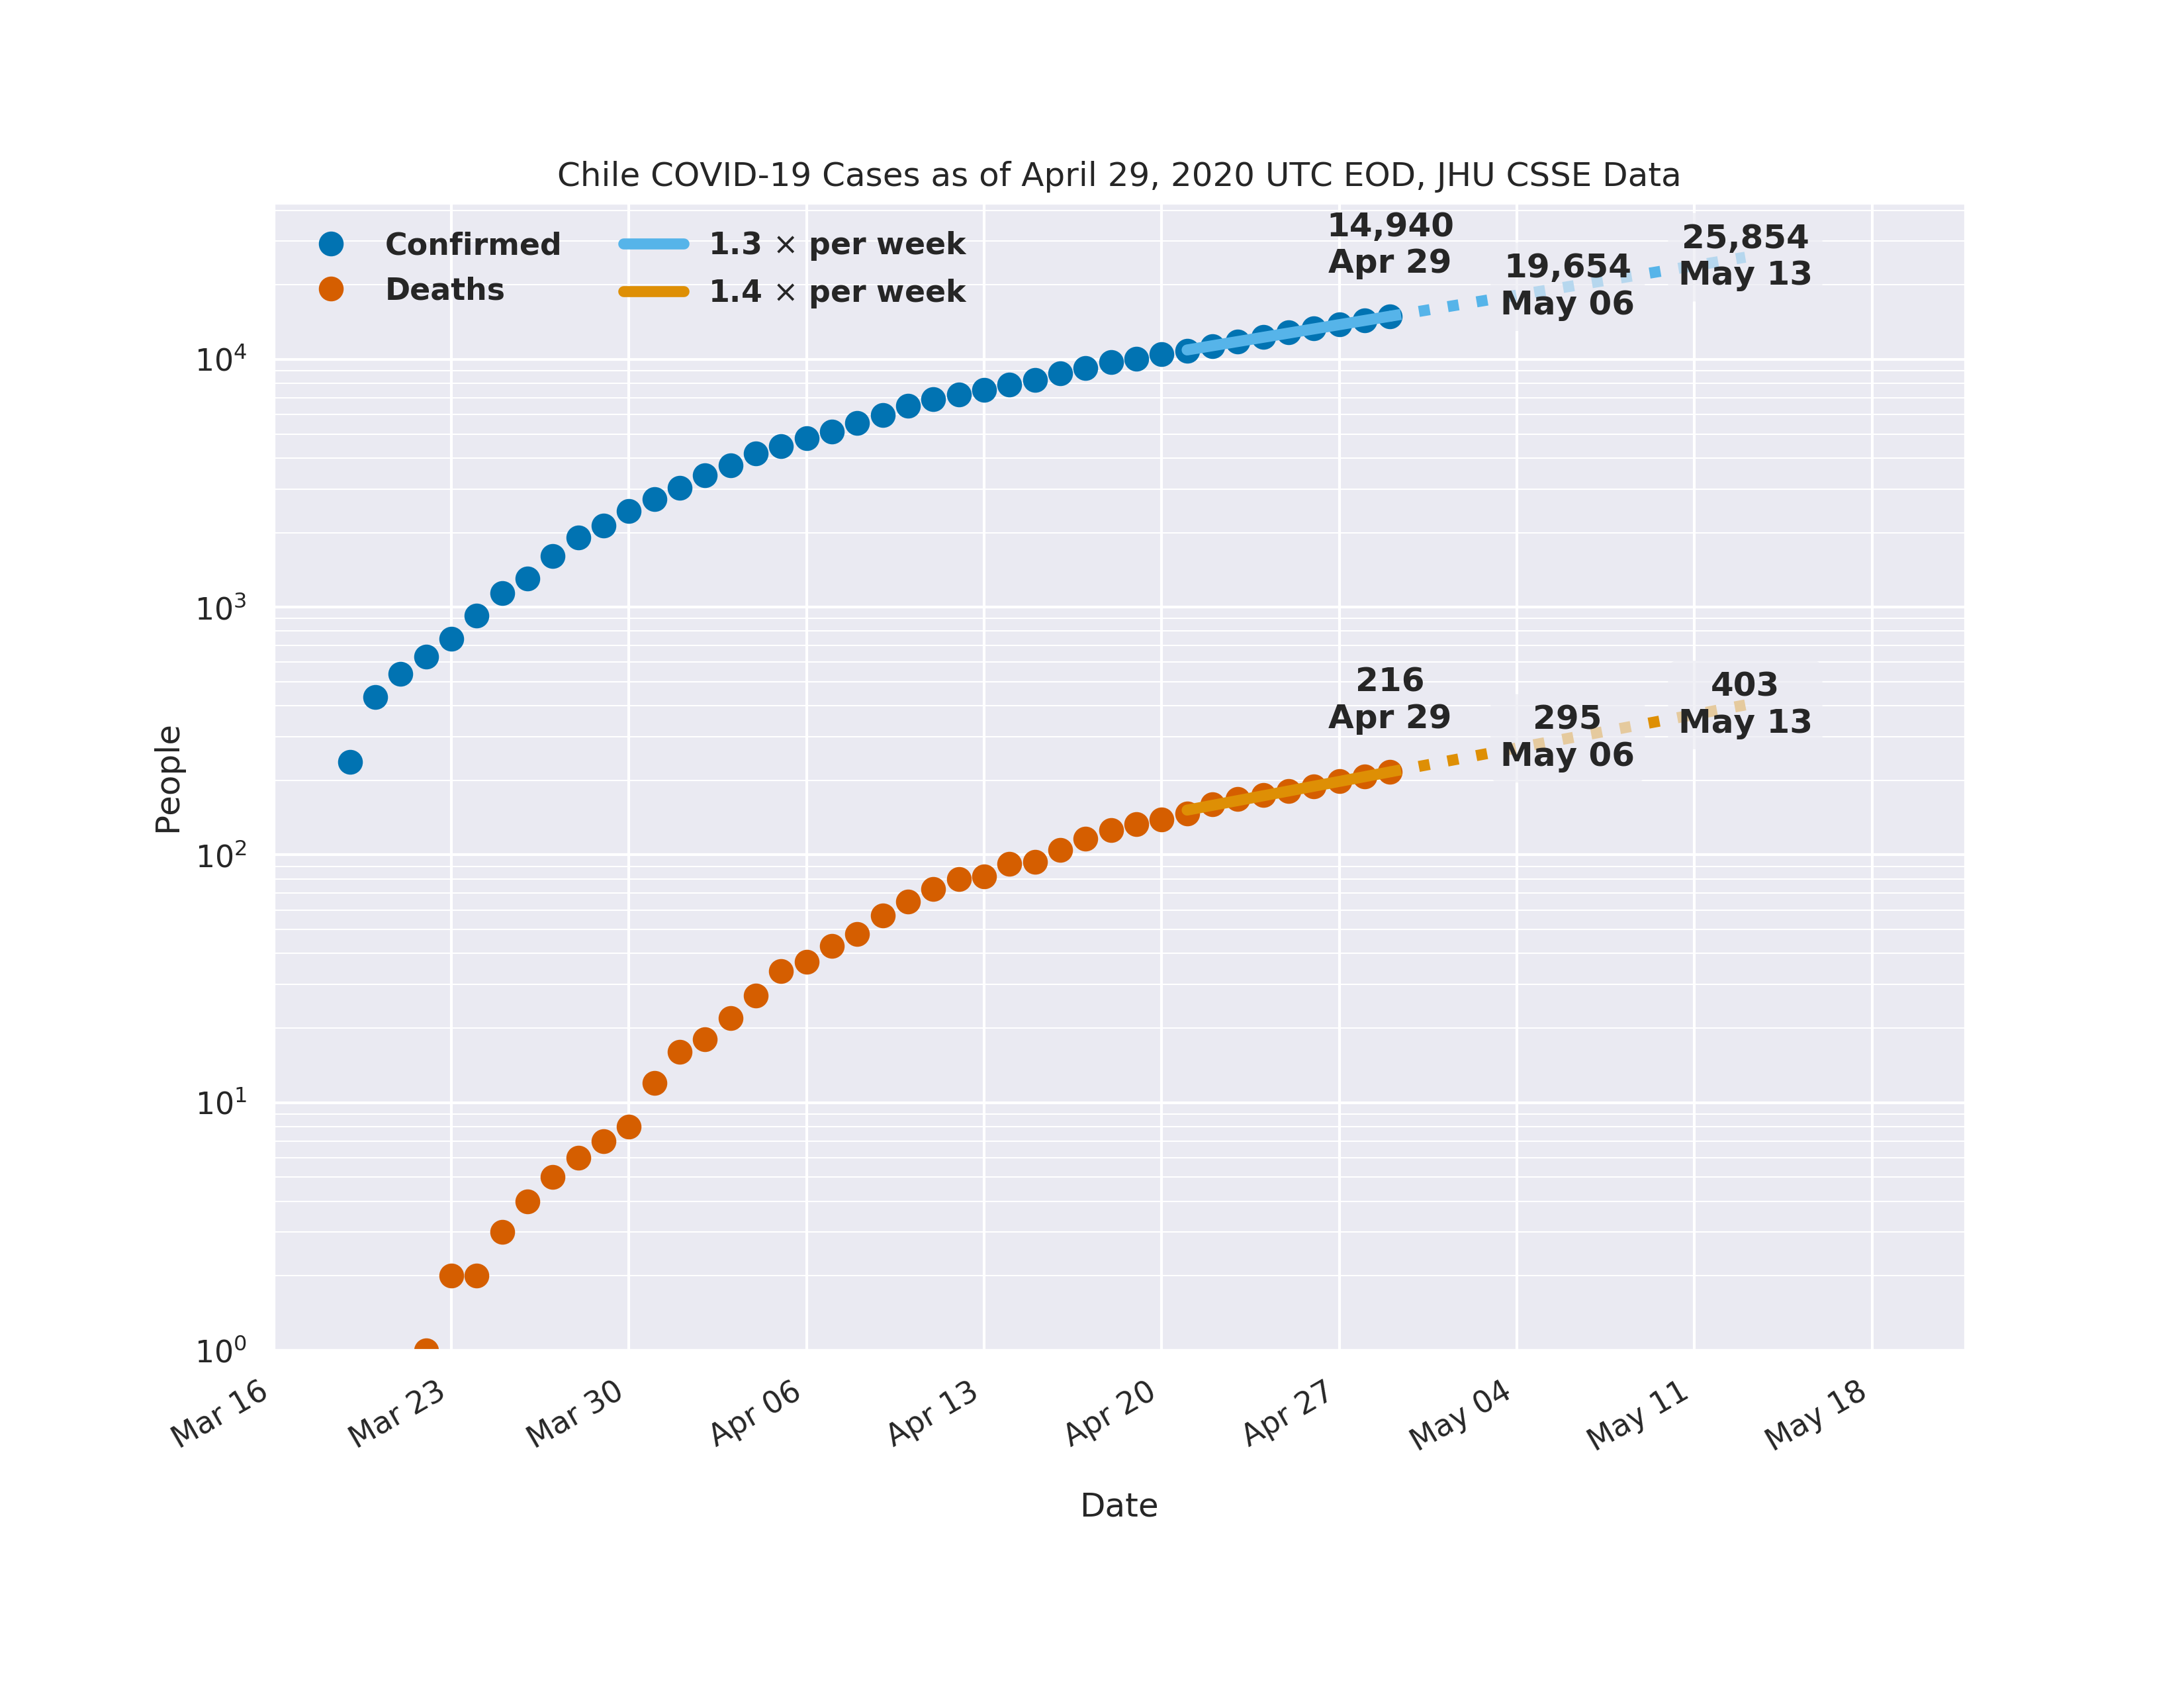 Chile COVID-19 Cases as of April 29, 2020 UTC EOD, JHU CSSE Data
Confirmed
Deaths
1.3 × per week
1.4 × per week
14,940
Apr 29
19,654
May 06
25,854
May 13
216
Apr 29
295
May 06
403
May 13
People
10⁴
10³
10²
10¹
10⁰
Mar 16
Mar 23
Mar 30
Apr 06
Apr 13
Apr 20
Apr 27
May 04
May 11
May 18
Date